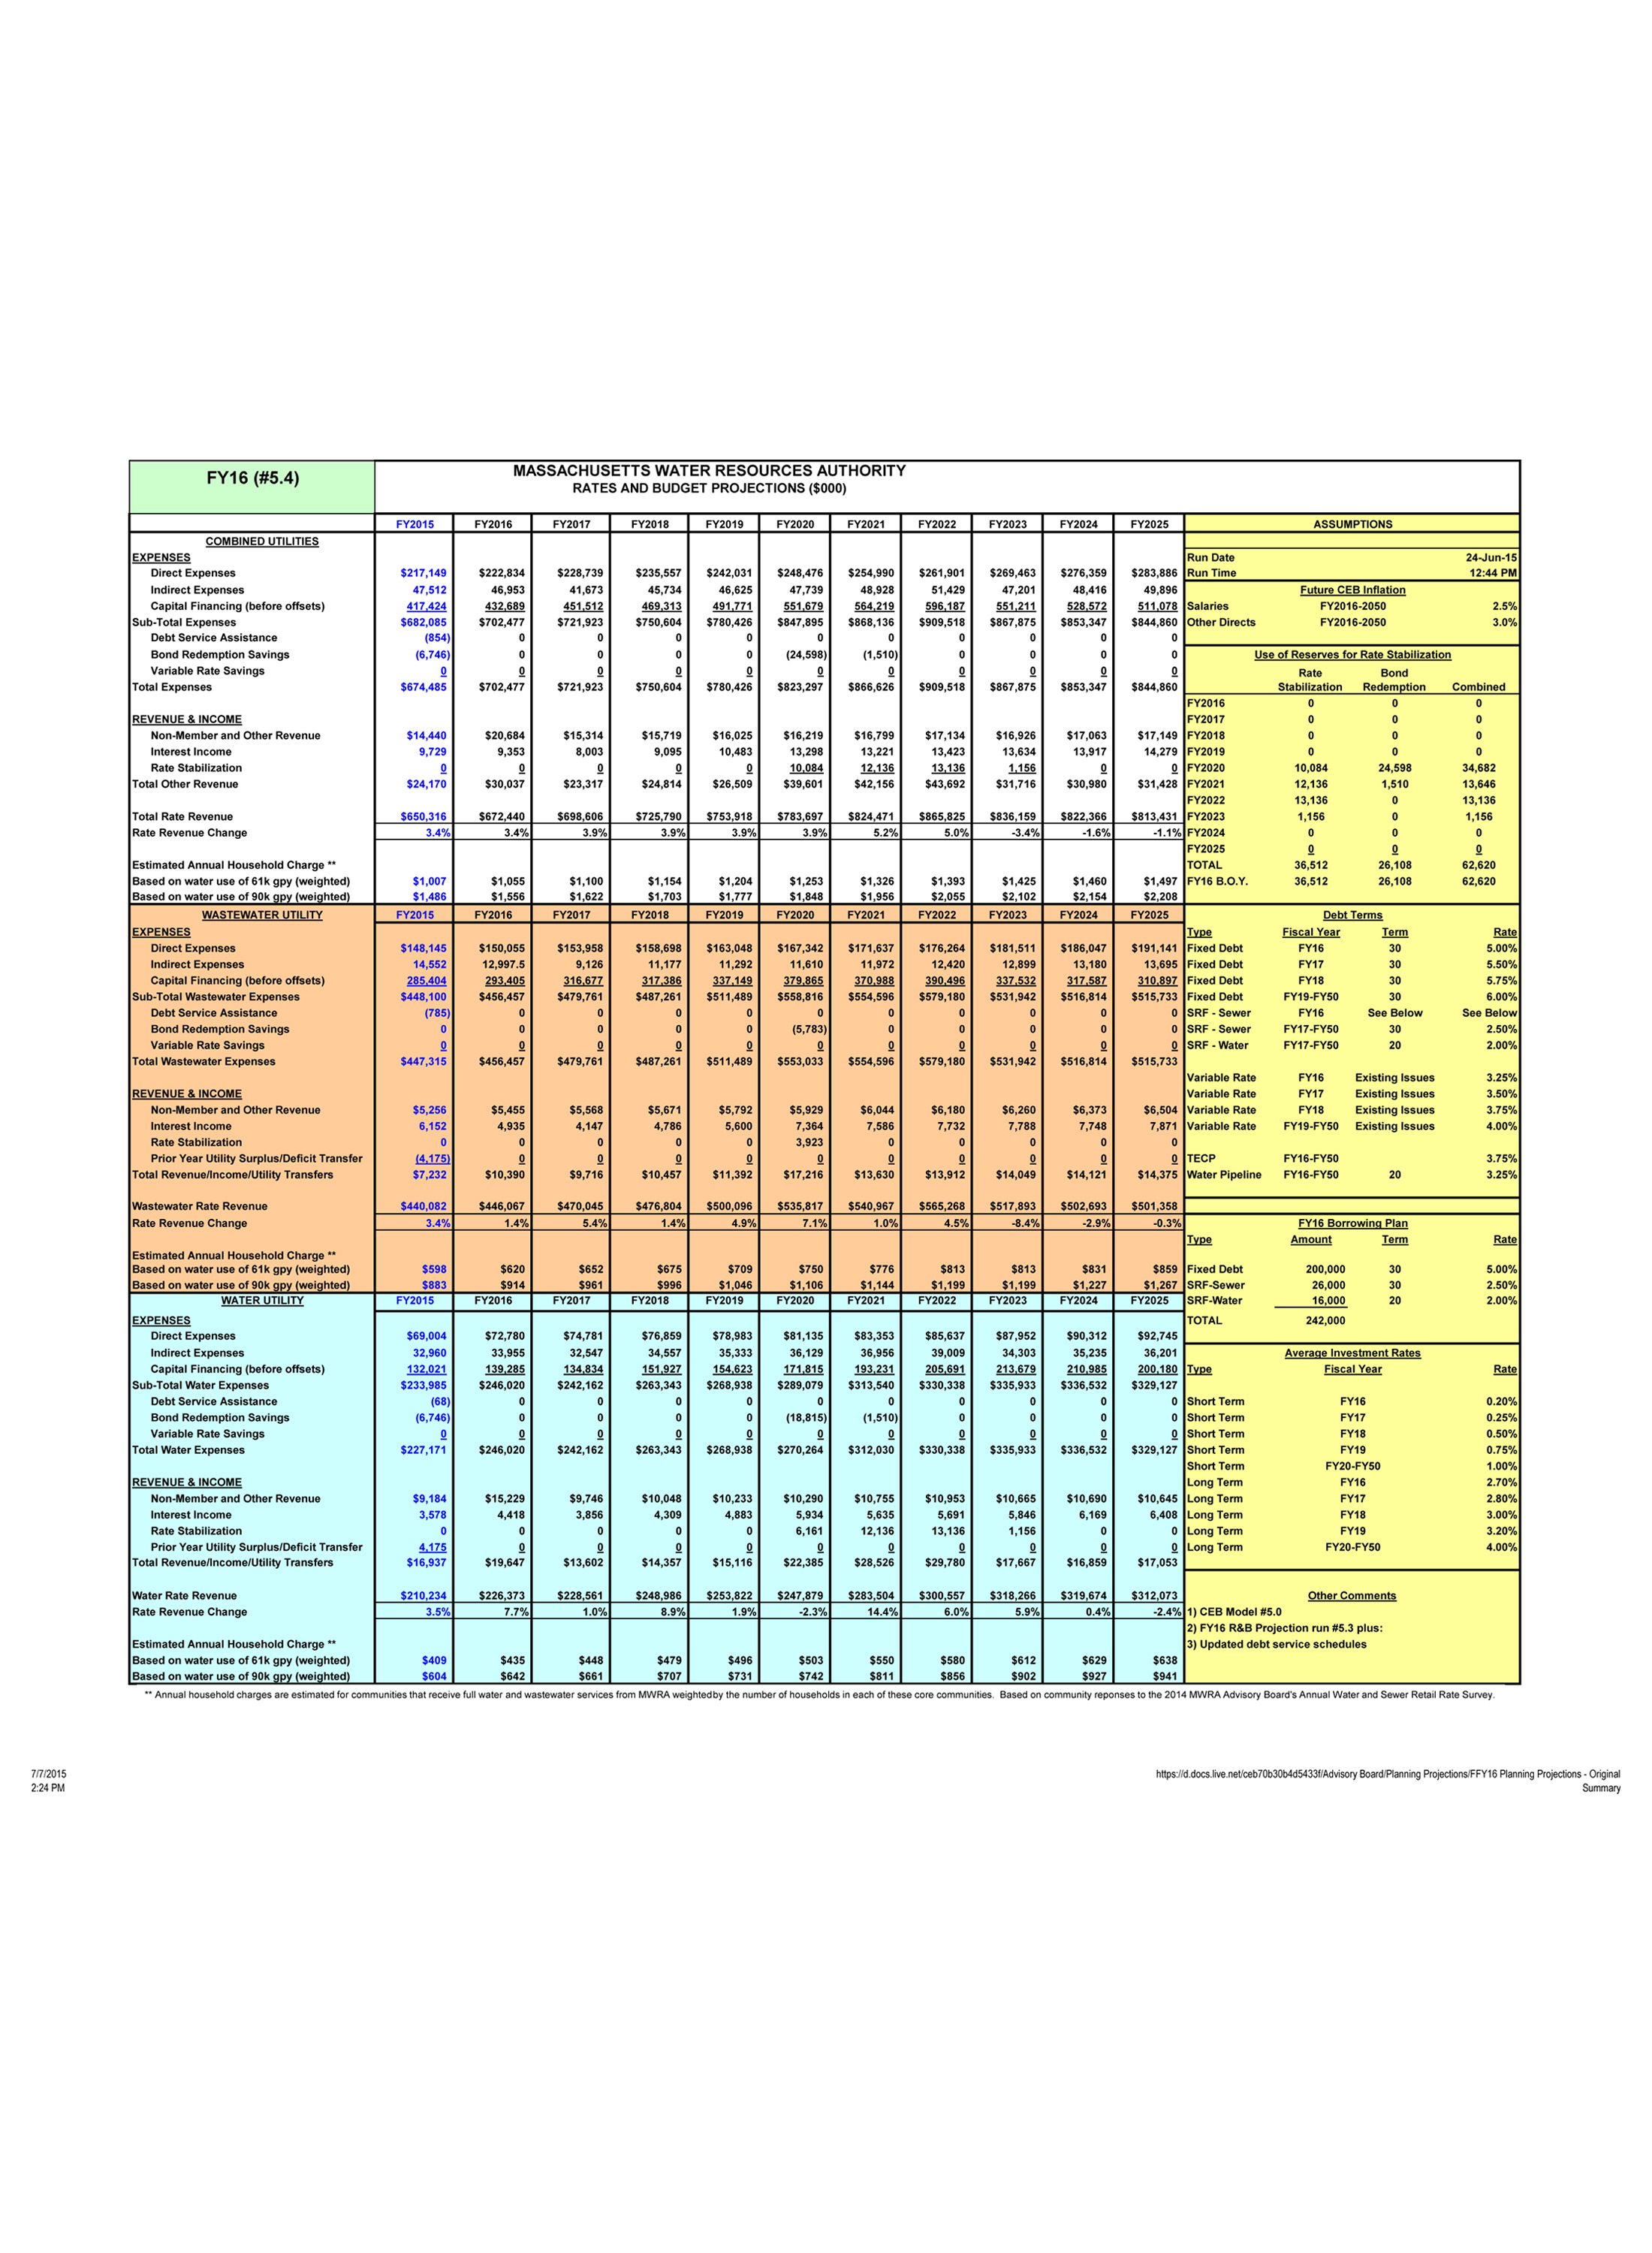 FY16 (#5.4)
MASSACHUSETTS WATER RESOURCES AUTHORITY
RATES AND BUDGET PROJECTIONS ($000)
FY2015 FY2016 FY2017 FY2018 FY2019 FY2020 FY2021 FY2022 FY2023 FY2024 FY2025 ASSUMPTIONS
COMBINED UTILITIES
EXPENSES Run Date 24-Jun-15
Direct Expenses $217,149 $222,834 $228,739 $235,557 $242,031 $248,476 $254,990 $261,901 $269,463 $276,359 $283,886 Run Time 12:44 PM
Indirect Expenses 47,512 46,953 41,673 45,734 46,625 47,739 48,928 51,429 47,201 48,416 49,896 Future CEB Inflation
Capital Financing (before offsets) 417,424 432,689 451,512 469,313 491,771 551,679 564,219 596,187 551,211 528,572 511,078 Salaries FY2016-2050 2.5%
Sub-Total Expenses $682,085 $702,477 $721,923 $750,604 $780,426 $847,895 $868,136 $909,518 $867,875 $853,347 $844,860 Other Directs FY2016-2050 3.0%
Debt Service Assistance (854) 0 0 0 0 0 0 0 0 0 0
Bond Redemption Savings (6,746) 0 0 0 0 (24,598) (1,510) 0 0 0 0 Use of Reserves for Rate Stabilization
Variable Rate Savings 0 0 0 0 0 0 0 0 0 0 0 Rate Bond
Total Expenses $674,485 $702,477 $721,923 $750,604 $780,426 $823,297 $866,626 $909,518 $867,875 $853,347 $844,860 Stabilization Redemption Combined
FY2016 0 0 0
REVENUE & INCOME FY2017 0 0 0
Non-Member and Other Revenue $14,440 $20,684 $15,314 $15,719 $16,025 $16,219 $16,799 $17,134 $16,926 $17,063 $17,149 FY2018 0 0 0
Interest Income 9,729 9,353 8,003 9,095 10,483 13,298 13,221 13,423 13,634 13,917 14,279 FY2019 0 0 0
Rate Stabilization 0 0 0 0 0 10,084 12,136 13,136 1,156 0 0 FY2020 10,084 24,598 34,682
Total Other Revenue $24,170 $30,037 $23,317 $24,814 $26,509 $39,601 $42,156 $43,692 $31,716 $30,980 $31,428 FY2021 12,136 1,510 13,646
FY2022 13,136 0 13,136
Total Rate Revenue $650,316 $672,440 $698,606 $725,790 $753,918 $783,697 $824,471 $865,825 $836,159 $822,366 $813,431 FY2023 1,156 0 1,156
Rate Revenue Change 3.4% 3.4% 3.9% 3.9% 3.9% 3.9% 5.2% 5.0% -3.4% -1.6% -1.1% FY2024 0 0 0
FY2025 0 0 0
Estimated Annual Household Charge ** TOTAL 36,512 26,108 62,620
Based on water use of 61k gpy (weighted) $1,007 $1,055 $1,100 $1,154 $1,204 $1,253 $1,326 $1,393 $1,425 $1,460 $1,497 FY16 B.O.Y. 36,512 26,108 62,620
Based on water use of 90k gpy (weighted) $1,486 $1,556 $1,622 $1,703 $1,777 $1,848 $1,956 $2,055 $2,102 $2,154 $2,208
WASTEWATER UTILITY FY2015 FY2016 FY2017 FY2018 FY2019 FY2020 FY2021 FY2022 FY2023 FY2024 FY2025 Debt Terms
EXPENSES Type Fiscal Year Term Rate
Direct Expenses $148,145 $150,055 $153,958 $158,698 $163,048 $167,342 $171,637 $176,264 $181,511 $186,047 $191,141 Fixed Debt FY16 30 5.00%
Indirect Expenses 14,552 12,997.5 9,126 11,177 11,292 11,610 11,972 12,420 12,899 13,180 13,695 Fixed Debt FY17 30 5.50%
Capital Financing (before offsets) 285,404 293,405 316,677 317,386 337,149 379,865 370,988 390,496 337,532 317,587 310,897 Fixed Debt FY18 30 5.75%
Sub-Total Wastewater Expenses $448,100 $456,457 $479,761 $487,261 $511,489 $558,816 $554,596 $579,180 $531,942 $516,814 $515,733 Fixed Debt FY19-FY50 30 6.00%
Debt Service Assistance (785) 0 0 0 0 0 0 0 0 0 0 SRF - Sewer FY16 See Below See Below
Bond Redemption Savings 0 0 0 0 0 (5,783) 0 0 0 0 0 SRF - Sewer FY17-FY50 30 2.50%
Variable Rate Savings 0 0 0 0 0 0 0 0 0 0 0 SRF - Water FY17-FY50 20 2.00%
Total Wastewater Expenses $447,315 $456,457 $479,761 $487,261 $511,489 $553,033 $554,596 $579,180 $531,942 $516,814 $515,733
Variable Rate FY16 Existing Issues 3.25%
REVENUE & INCOME Variable Rate FY17 Existing Issues 3.50%
Non-Member and Other Revenue $5,256 $5,455 $5,568 $5,671 $5,792 $5,929 $6,044 $6,180 $6,260 $6,373 $6,504 Variable Rate FY18 Existing Issues 3.75%
Interest Income 6,152 4,935 4,147 4,786 5,600 7,364 7,586 7,732 7,788 7,748 7,871 Variable Rate FY19-FY50 Existing Issues 4.00%
Rate Stabilization 0 0 0 0 0 3,923 0 0 0 0 0
Prior Year Utility Surplus/Deficit Transfer (4,175) 0 0 0 0 0 0 0 0 0 0 TECP FY16-FY50 3.75%
Total Revenue/Income/Utility Transfers $7,232 $10,390 $9,716 $10,457 $11,392 $17,216 $13,630 $13,912 $14,049 $14,121 $14,375 Water Pipeline FY16-FY50 20 3.25%
Wastewater Rate Revenue $440,082 $446,067 $470,045 $476,804 $500,096 $535,817 $540,967 $565,268 $517,893 $502,693 $501,358
Rate Revenue Change 3.4% 1.4% 5.4% 1.4% 4.9% 7.1% 1.0% 4.5% -8.4% -2.9% -0.3% FY16 Borrowing Plan
Type Amount Term Rate
Estimated Annual Household Charge **
Based on water use of 61k gpy (weighted) $598 $620 $652 $675 $709 $750 $776 $813 $813 $831 $859 Fixed Debt 200,000 30 5.00%
Based on water use of 90k gpy (weighted) $883 $914 $961 $996 $1,046 $1,106 $1,144 $1,199 $1,199 $1,227 $1,267 SRF-Sewer 26,000 30 2.50%
WATER UTILITY FY2015 FY2016 FY2017 FY2018 FY2019 FY2020 FY2021 FY2022 FY2023 FY2024 FY2025 SRF-Water 16,000 20 2.00%
EXPENSES TOTAL 242,000
Direct Expenses $69,004 $72,780 $74,781 $76,859 $78,983 $81,135 $83,353 $85,637 $87,952 $90,312 $92,745
Indirect Expenses 32,960 33,955 32,547 34,557 35,333 36,129 36,956 39,009 34,303 35,235 36,201 Average Investment Rates
Capital Financing (before offsets) 132,021 139,285 134,834 151,927 154,623 171,815 193,231 205,691 213,679 210,985 200,180 Type Fiscal Year Rate
Sub-Total Water Expenses $233,985 $246,020 $242,162 $263,343 $268,938 $289,079 $313,540 $330,338 $335,933 $336,532 $329,127
Debt Service Assistance (68) 0 0 0 0 0 0 0 0 0 0 Short Term FY16 0.20%
Bond Redemption Savings (6,746) 0 0 0 0 (18,815) (1,510) 0 0 0 0 Short Term FY17 0.25%
Variable Rate Savings 0 0 0 0 0 0 0 0 0 0 0 Short Term FY18 0.50%
Total Water Expenses $227,171 $246,020 $242,162 $263,343 $268,938 $270,264 $312,030 $330,338 $335,933 $336,532 $329,127 Short Term FY19 0.75%
Short Term FY20-FY50 1.00%
REVENUE & INCOME Long Term FY16 2.70%
Non-Member and Other Revenue $9,184 $15,229 $9,746 $10,048 $10,233 $10,290 $10,755 $10,953 $10,665 $10,690 $10,645 Long Term FY17 2.80%
Interest Income 3,578 4,418 3,856 4,309 4,883 5,934 5,635 5,691 5,846 6,169 6,408 Long Term FY18 3.00%
Rate Stabilization 0 0 0 0 0 6,161 12,136 13,136 1,156 0 0 Long Term FY19 3.20%
Prior Year Utility Surplus/Deficit Transfer 4,175 0 0 0 0 0 0 0 0 0 0 Long Term FY20-FY50 4.00%
Total Revenue/Income/Utility Transfers $16,937 $19,647 $13,602 $14,357 $15,116 $22,385 $28,526 $29,780 $17,667 $16,859 $17,053
Water Rate Revenue $210,234 $226,373 $228,561 $248,986 $253,822 $247,879 $283,504 $300,557 $318,266 $319,674 $312,073 Other Comments
Rate Revenue Change 3.5% 7.7% 1.0% 8.9% 1.9% -2.3% 14.4% 6.0% 5.9% 0.4% -2.4% 1) CEB Model #5.0
2) FY16 R&B Projection run #5.3 plus:
Estimated Annual Household Charge ** 3) Updated debt service schedules
Based on water use of 61k gpy (weighted) $409 $435 $448 $479 $496 $503 $550 $580 $612 $629 $638
Based on water use of 90k gpy (weighted) $604 $642 $661 $707 $731 $742 $811 $856 $902 $927 $941
** Annual household charges are estimated for communities that receive full water and wastewater services from MWRA weightedby the number of households in each of these core communities. Based on community reponses to the 2014 MWRA Advisory Board's Annual Water and Sewer Retail Rate Survey.
7/7/2015 https://d.docs.live.net/ceb70b30b4d5433f/Advisory Board/Planning Projections/FFY16 Planning Projections - Original
2:24 PM Summary